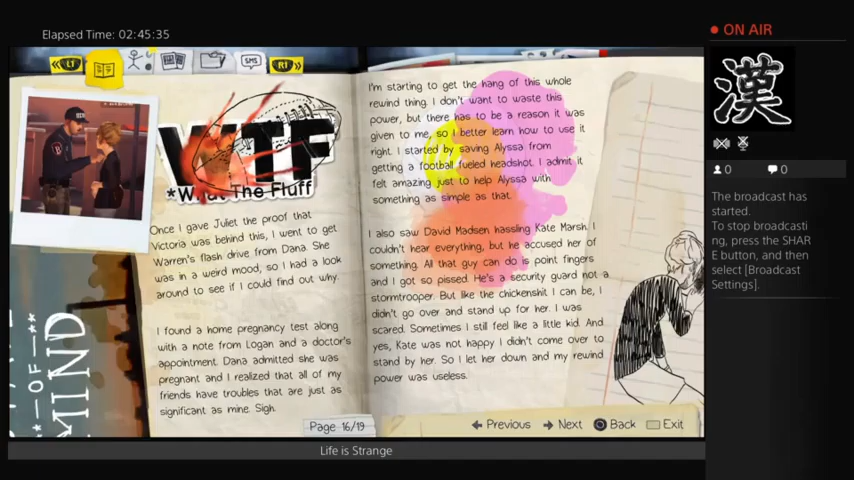 Elapsed Time: 02:45:35
ON AIR
漢
L1
SMS
R1
WTF
*What The Fluff
Once I gave Juliet the proof that
Victoria was behind this, I went to get
Warren's flash drive from Dana. She
was in a weird mood, so I had a look
around to see if I could find out why.
I found a home pregnancy test along
with a note from Logan and a doctor's
appointment. Dana admitted she was
pregnant and I realized that all of my
friends have troubles that are just as
significant as mine. Sigh.
OF
MIND
Page 16/19
I'm starting to get the hang of this whole
rewind thing. I don't want to waste this
power, but there has to be a reason it was
given to me, so I better learn how to use it
right. I started by saving Alyssa from
getting a football fueled headshot. I admit it
felt amazing just to help Alyssa with
something as simple as that.
I also saw David Madsen hassling Kate Marsh. I
couldn't hear everything, but he accused her of
something. All that guy can do is point fingers
and I got so pissed. He's a security guard not a
stormtrooper. But like the chickenshit I can be, I
didn't go over and stand up for her. I was
scared. Sometimes I still feel like a little kid. And
yes, Kate was not happy I didn't come over to
stand by her. So I let her down and my rewind
power was useless.
Previous
Next
Back
Exit
Life is Strange
0
0
The broadcast has
started.
To stop broadcasti
ng, press the SHAR
E button, and then
select [Broadcast
Settings].